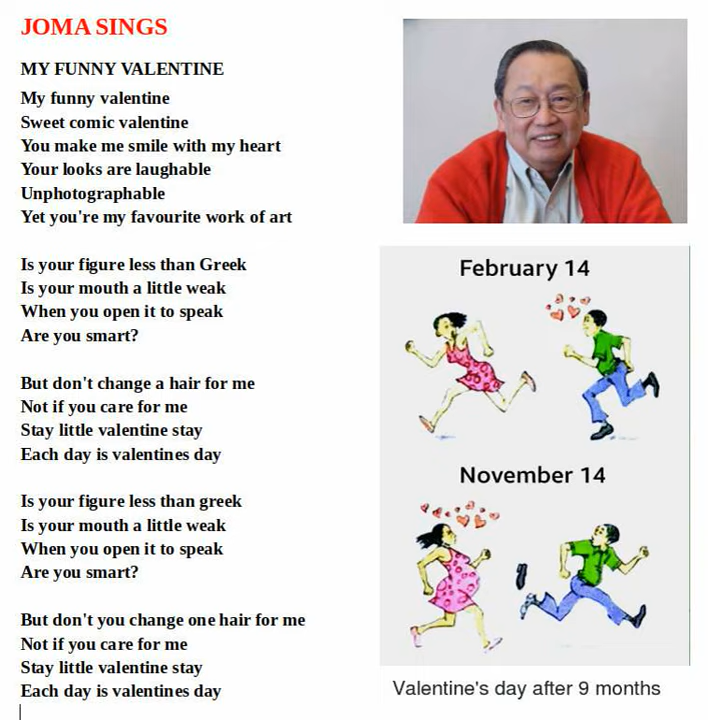 JOMA SINGS
MY FUNNY VALENTINE
My funny valentine
Sweet comic valentine
You make me smile with my heart
Your looks are laughable
Unphotographable
Yet you're my favourite work of art
Is your figure less than Greek
Is your mouth a little weak
When you open it to speak
Are you smart?
But don't change a hair for me
Not if you care for me
Stay little valentine stay
Each day is valentines day
Is your figure less than greek
Is your mouth a little weak
When you open it to speak
Are you smart?
But don't you change one hair for me
Not if you care for me
Stay little valentine stay
Each day is valentines day
February 14
November 14
Valentine's day after 9 months